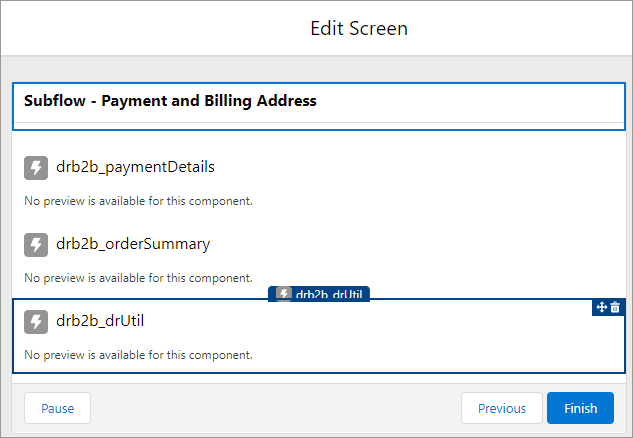 Edit Screen
Subflow - Payment and Billing Address
drb2b_paymentDetails
No preview is available for this component.
drb2b_orderSummary
No preview is available for this component.
drb2b_drUtil
drb2b_drUtil
No preview is available for this component.
Pause
Previous
Finish